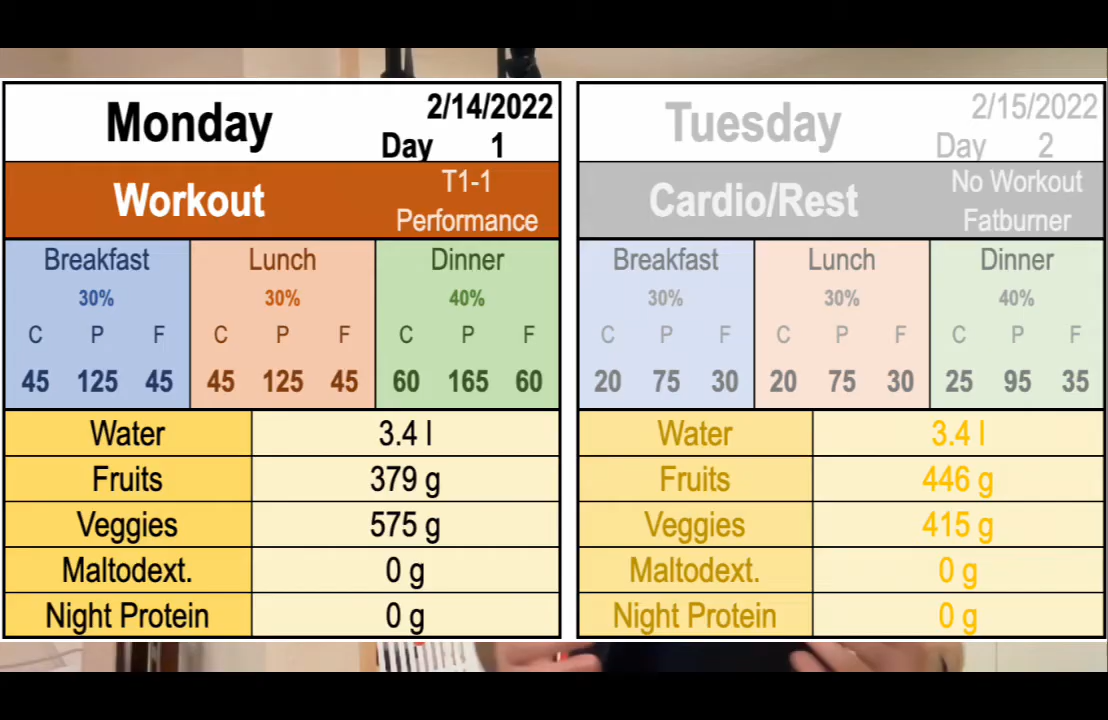 Monday
2/14/2022
Day 1
Workout
T1-1
Performance
Breakfast Lunch Dinner
30% 30% 40%
C P F C P F C P F
45 125 45 45 125 45 60 165 60
Water 3.4 l
Fruits 379 g
Veggies 575 g
Maltodext. 0 g
Night Protein 0 g
Tuesday
2/15/2022
Day 2
Cardio/Rest
No Workout
Fatburner
Breakfast Lunch Dinner
30% 30% 40%
C P F C P F C P F
20 75 30 20 75 30 25 95 35
Water 3.4 l
Fruits 446 g
Veggies 415 g
Maltodext. 0 g
Night Protein 0 g